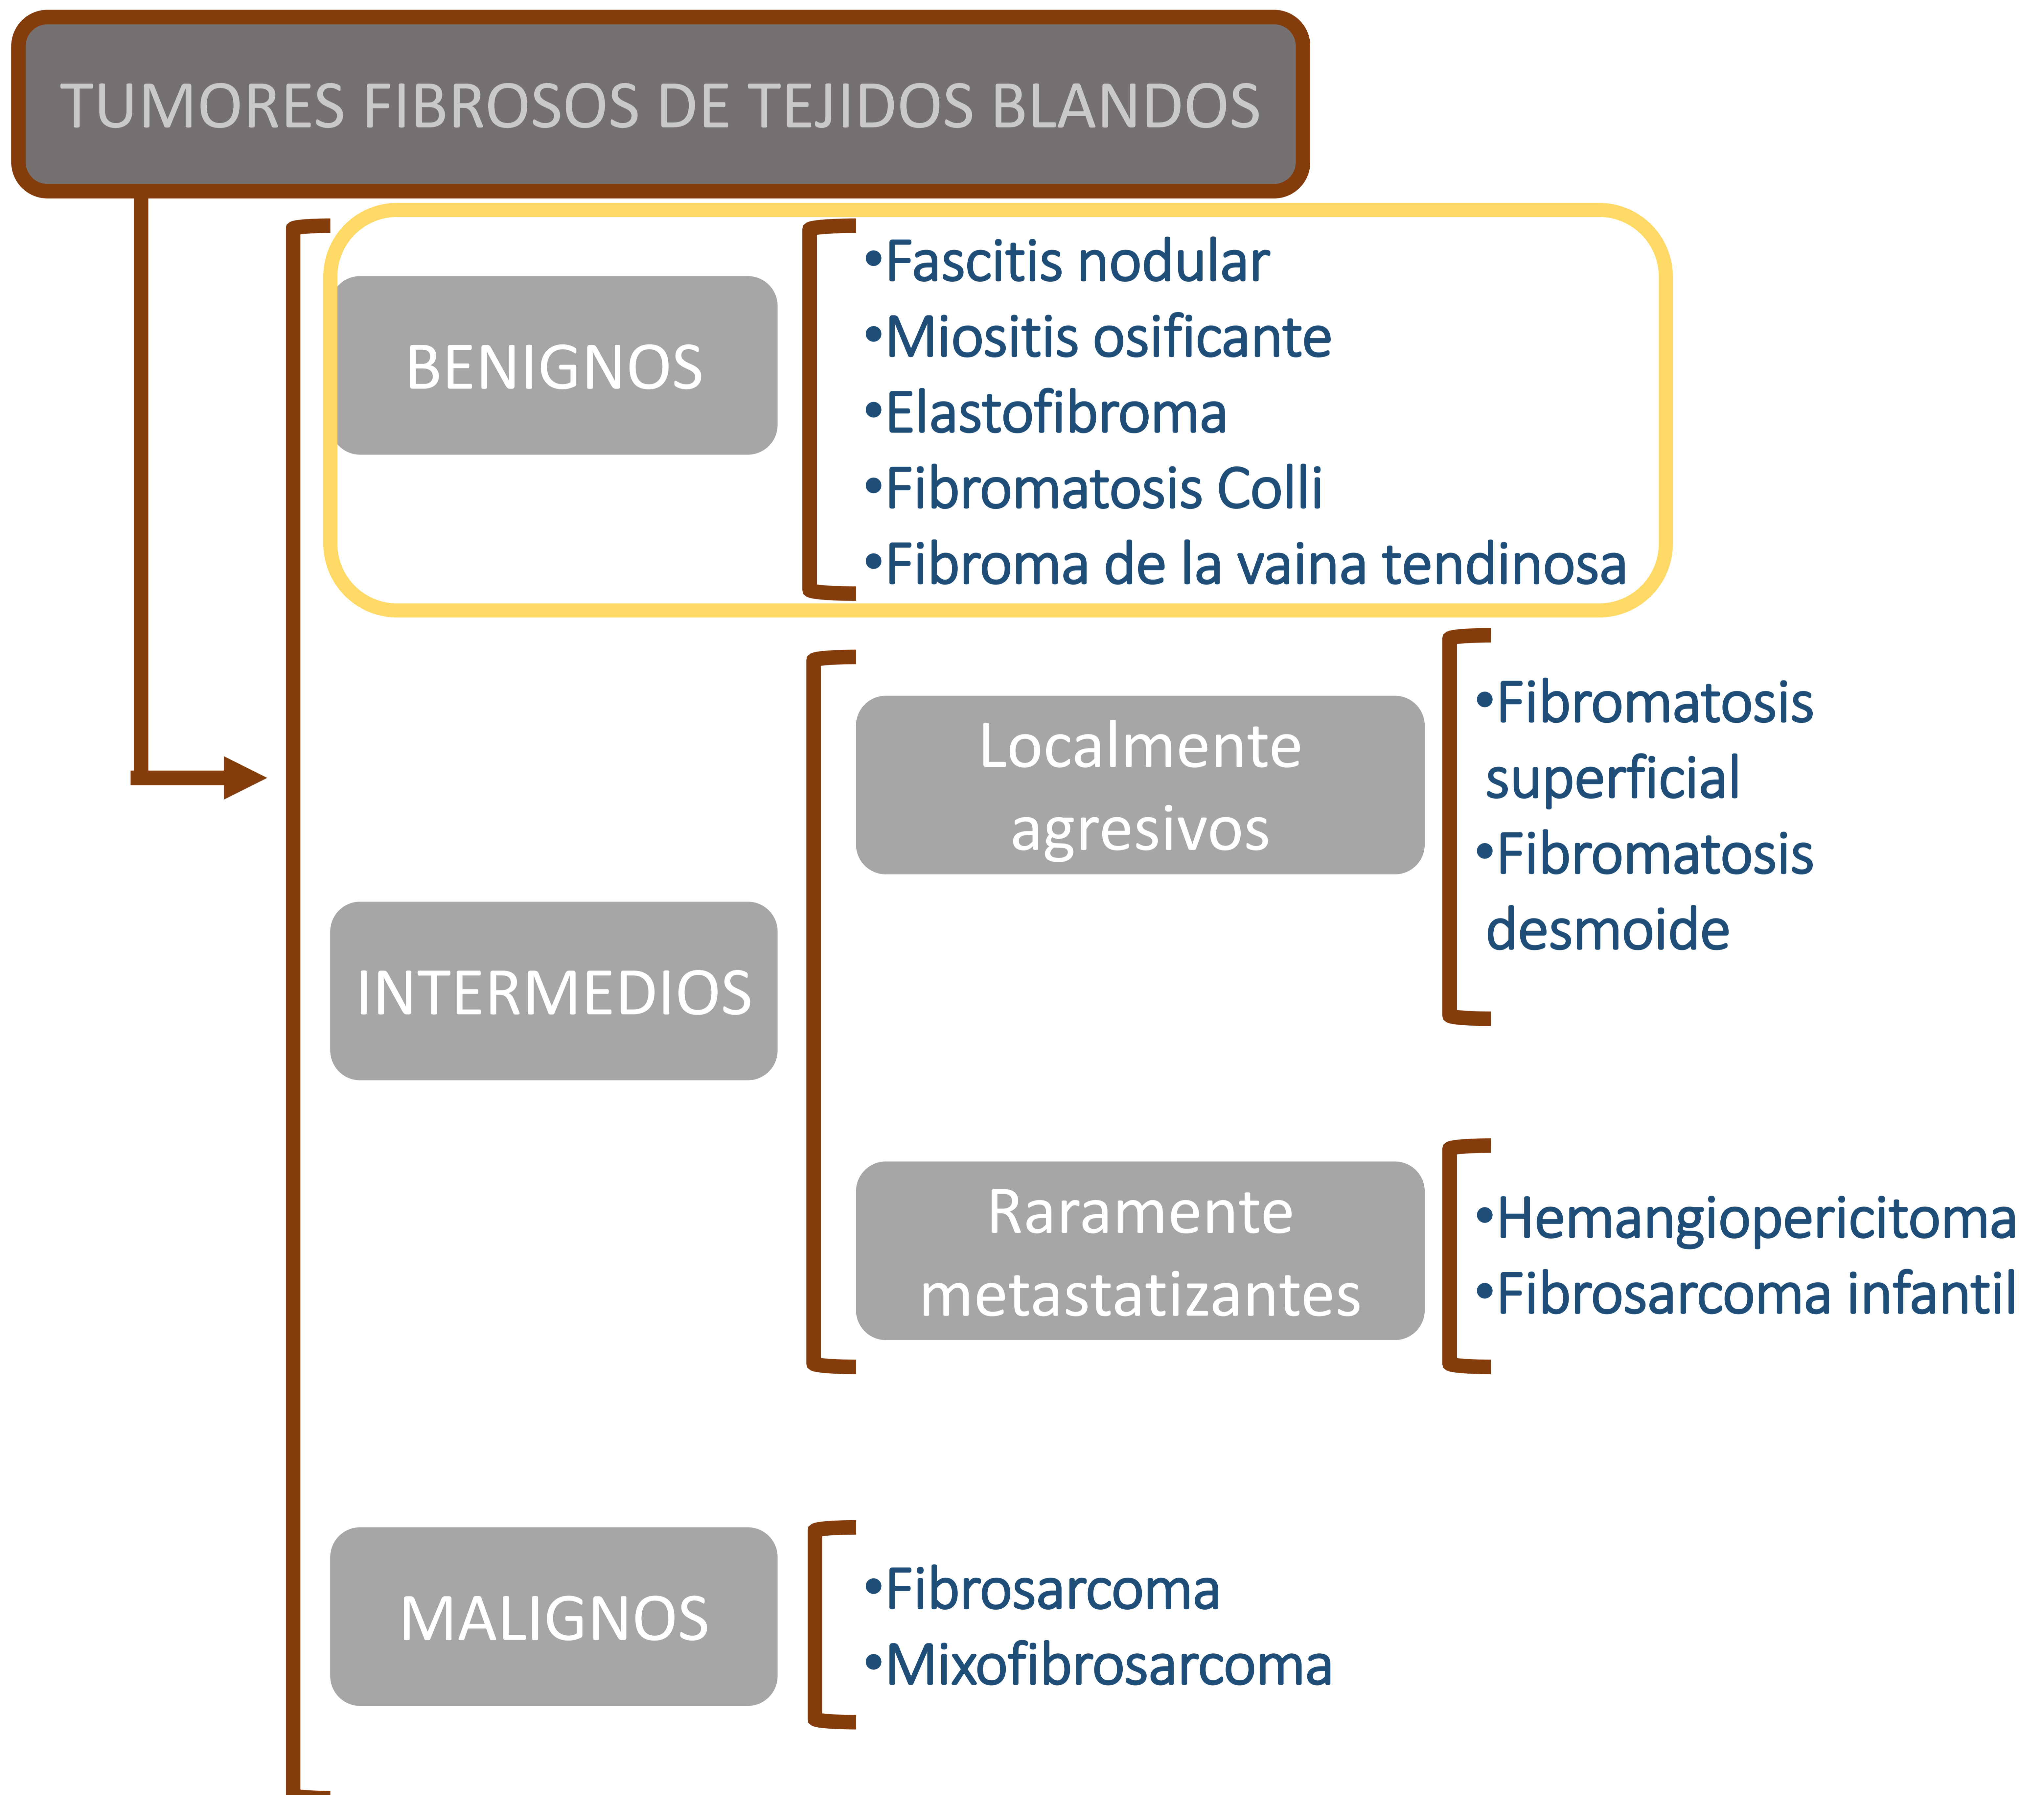 TUMORES FIBROSOS DE TEJIDOS BLANDOS
BENIGNOS
•Fascitis nodular
•Miositis osificante
•Elastofibroma
•Fibromatosis Colli
•Fibroma de la vaina tendinosa
INTERMEDIOS
Localmente
agresivos
•Fibromatosis
superficial
•Fibromatosis
desmoide
Raramente
metastatizantes
•Hemangiopericitoma
•Fibrosarcoma infantil
MALIGNOS
•Fibrosarcoma
•Mixofibrosarcoma